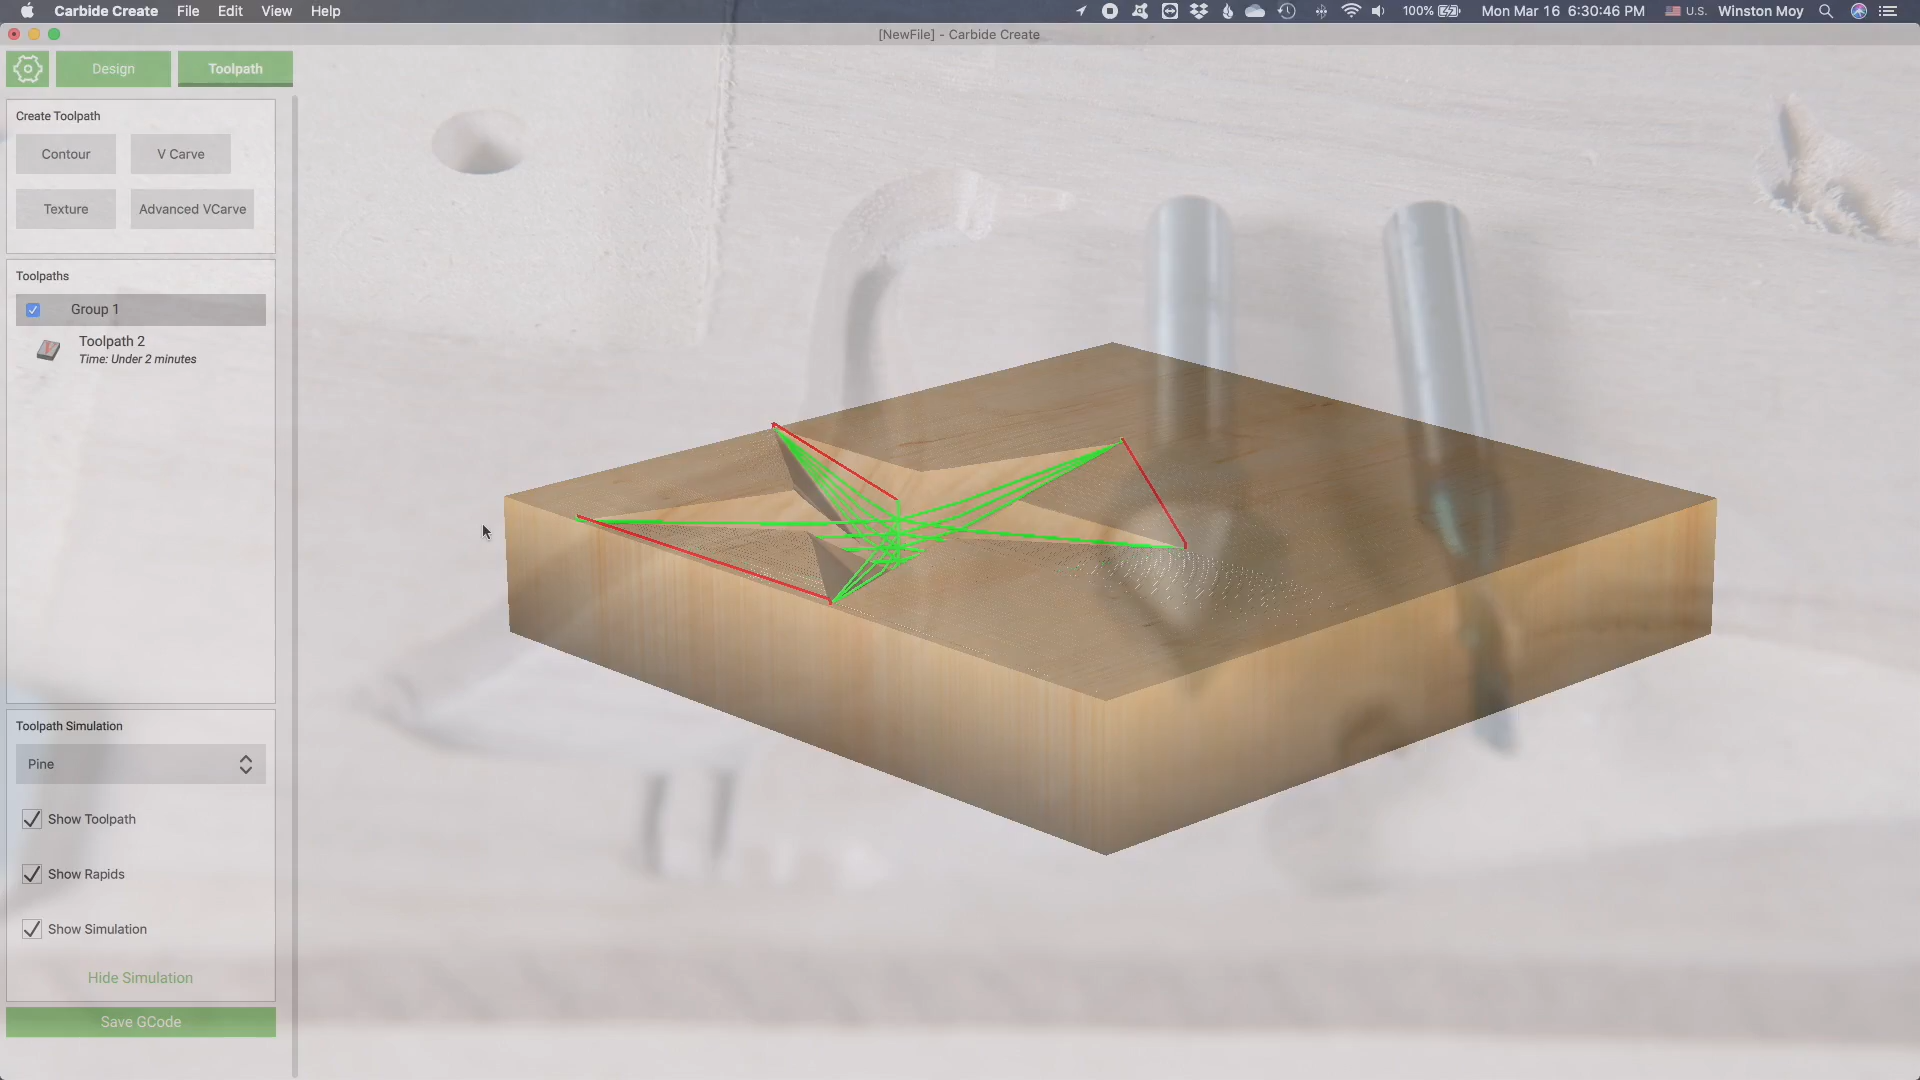 Carbide Create File Edit View Help 100% Mon Mar 16 6:30:46 PM U.S. Winston Moy
[NewFile] - Carbide Create
Design Toolpath
Create Toolpath
Contour V Carve
Texture Advanced VCarve
Toolpaths
Group 1
Toolpath 2
Time: Under 2 minutes
Toolpath Simulation
Pine
Show Toolpath
Show Rapids
Show Simulation
Hide Simulation
Save GCode